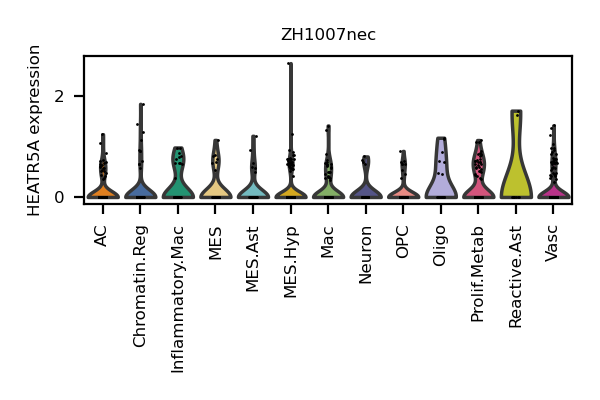 ZH1007nec
HEATR5A expression
2
0
AC
Chromatin.Reg
Inflammatory.Mac
MES
MES.Ast
MES.Hyp
Mac
Neuron
OPC
Oligo
Prolif.Metab
Reactive.Ast
Vasc